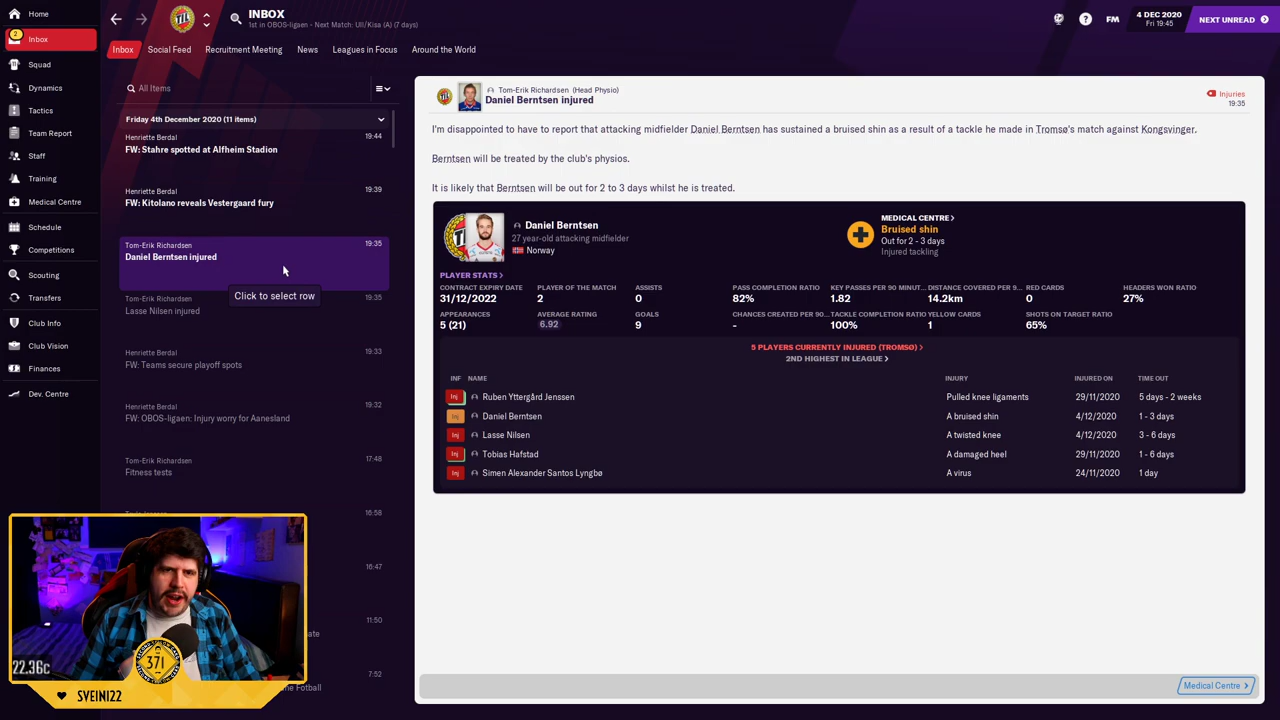 INBOX
1st in OBOS-ligaen - Next Match: Ull/Kisa (A) (7 days)
FM
4 DEC 2020
Fri 19:45
NEXT UNREAD
Home
2
Inbox
Squad
Dynamics
Tactics
Team Report
Staff
Training
Medical Centre
Schedule
Competitions
Scouting
Transfers
Club Info
Club Vision
Finances
Dev. Centre
Inbox Social Feed Recruitment Meeting News Leagues in Focus Around the World
All Items
Friday 4th December 2020 (11 items)
Henriette Berdal 19:44
FW: Stahre spotted at Alfheim Stadion
Henriette Berdal 19:39
FW: Kitolano reveals Vestergaard fury
Tom-Erik Richardsen 19:35
Daniel Berntsen injured
Click to select row
Tom-Erik Richardsen 19:35
Lasse Nilsen injured
Henriette Berdal 19:33
FW: Teams secure playoff spots
Henriette Berdal 19:32
FW: OBOS-ligaen: Injury worry for Aanesland
Tom-Erik Richardsen 17:48
Fitness tests
16:58
16:47
11:50
7:52
Tom-Erik Richardsen (Head Physio)
Daniel Berntsen injured
Injuries
19:35
I'm disappointed to have to report that attacking midfielder Daniel Berntsen has sustained a bruised shin as a result of a tackle he made in Tromsø's match against Kongsvinger.
Berntsen will be treated by the club's physios.
It is likely that Berntsen will be out for 2 to 3 days whilst he is treated.
Daniel Berntsen
27 year-old attacking midfielder
Norway
MEDICAL CENTRE
Bruised shin
Out for 2 - 3 days
Injured tackling
PLAYER STATS
CONTRACT EXPIRY DATE PLAYER OF THE MATCH ASSISTS PASS COMPLETION RATIO KEY PASSES PER 90 MINUT... DISTANCE COVERED PER 9... RED CARDS HEADERS WON RATIO
31/12/2022 2 0 82% 1.82 14.2km 0 27%
APPEARANCES AVERAGE RATING GOALS CHANCES CREATED PER 90... TACKLE COMPLETION RATIO YELLOW CARDS SHOTS ON TARGET RATIO
5 (21) 6.92 9 - 100% 1 65%
5 PLAYERS CURRENTLY INJURED (TROMSØ)
2ND HIGHEST IN LEAGUE
INF NAME INJURY INJURED ON TIME OUT
Inj Ruben Yttergård Jenssen Pulled knee ligaments 29/11/2020 5 days - 2 weeks
Inj Daniel Berntsen A bruised shin 4/12/2020 1 - 3 days
Inj Lasse Nilsen A twisted knee 4/12/2020 3 - 6 days
Inj Tobias Hafstad A damaged heel 29/11/2020 1 - 6 days
Inj Simen Alexander Santos Lyngbø A virus 24/11/2020 1 day
Medical Centre
22.36c
371
SVEINI22